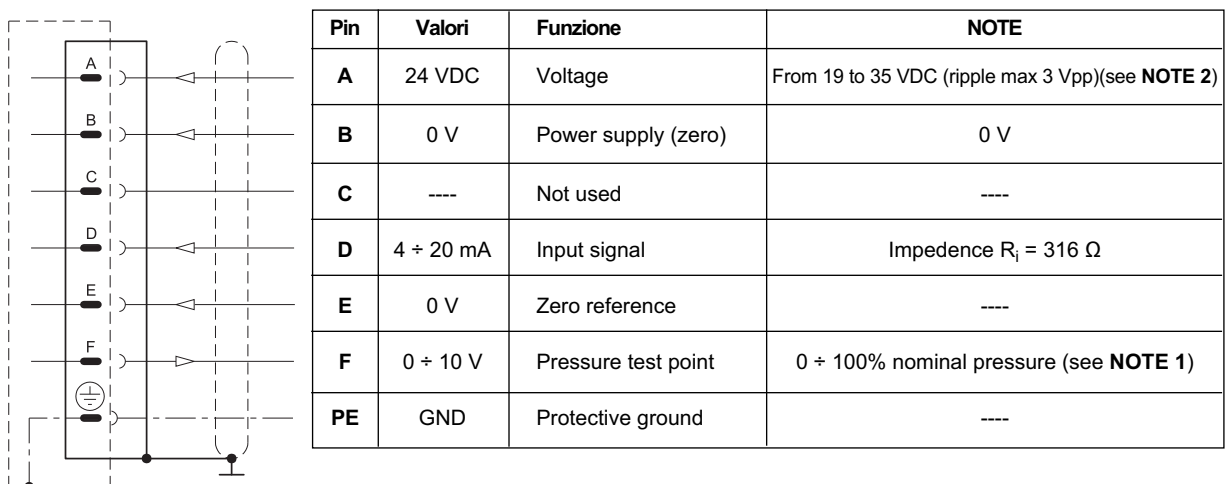 A
B
C
D
E
F
Pin Valori Funzione NOTE
A 24 VDC Voltage From 19 to 35 VDC (ripple max 3 Vpp)(see NOTE 2)
B 0 V Power supply (zero) 0 V
C ---- Not used ----
D 4 ÷ 20 mA Input signal Impedence Ri = 316 Ω
E 0 V Zero reference ----
F 0 ÷ 10 V Pressure test point 0 ÷ 100% nominal pressure (see NOTE 1)
PE GND Protective ground ----